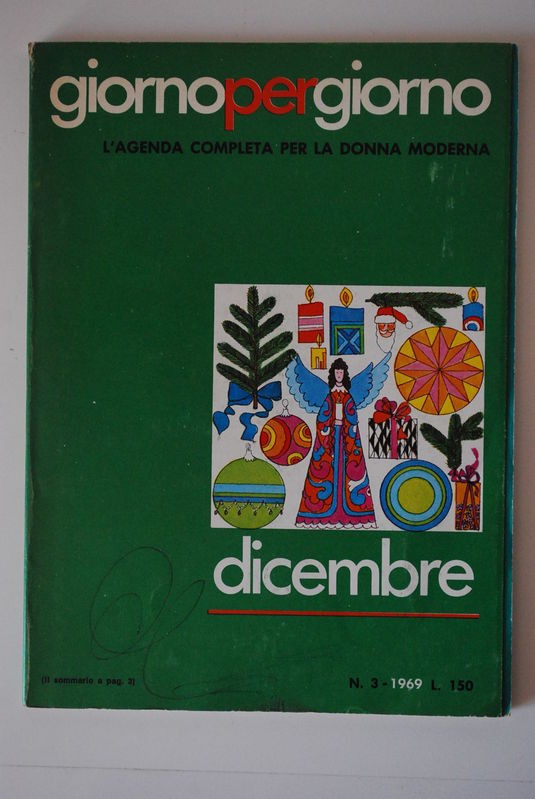 giornopergiorno
L'AGENDA COMPLETA PER LA DONNA MODERNA
dicembre
(Il sommario a pag. 3)
N. 3 - 1969 L. 150